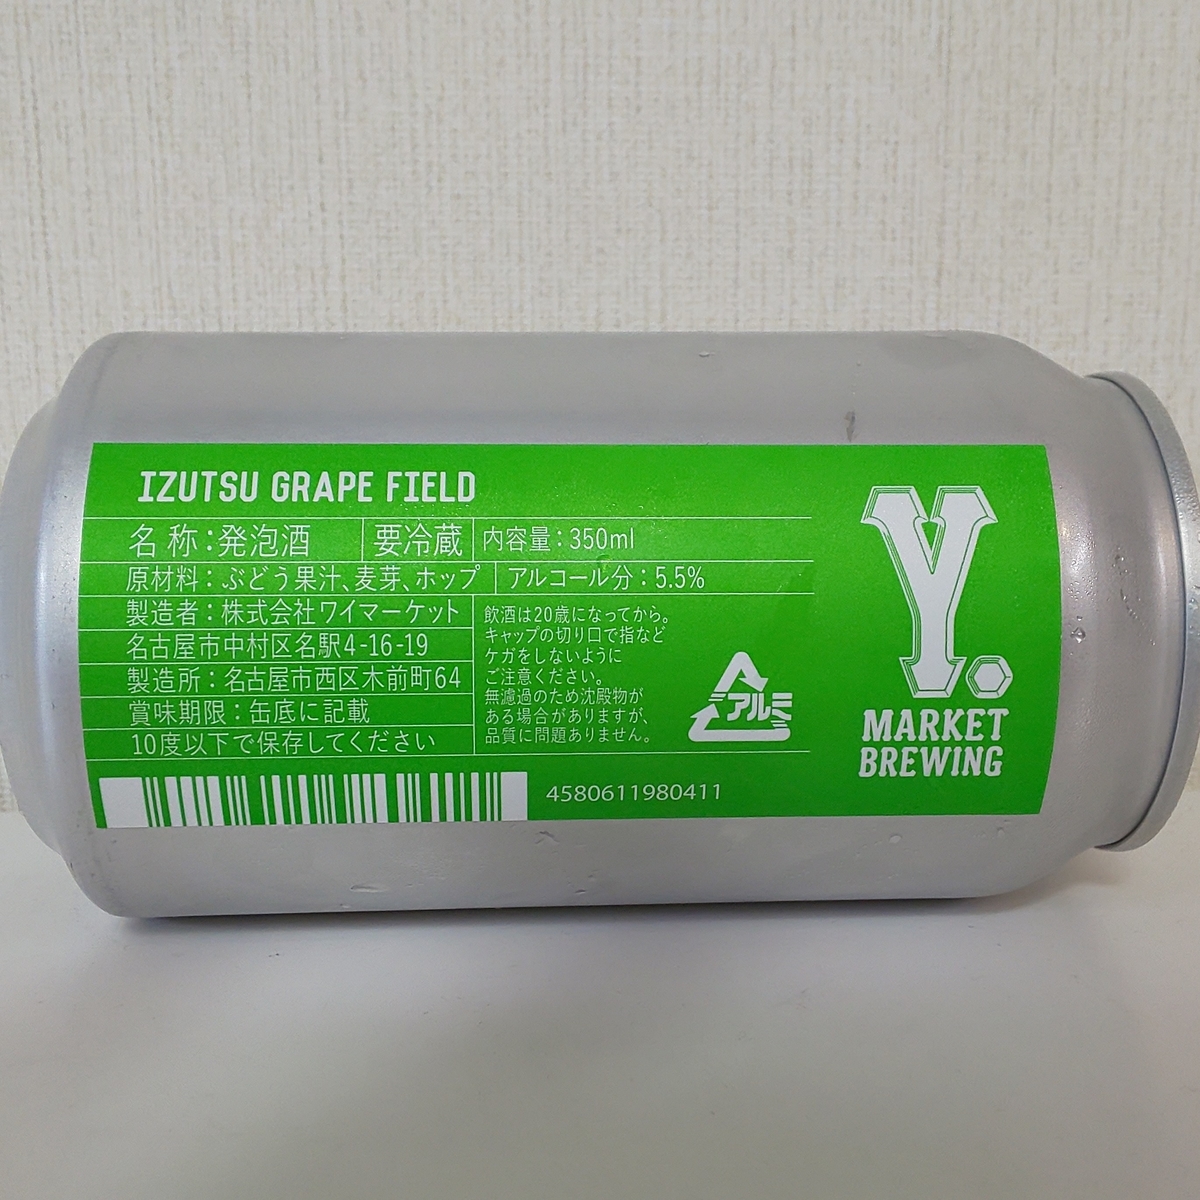 IZUTSU GRAPE FIELD
名 称：発泡酒 要冷蔵 内容量：350ml
原材料：ぶどう果汁、麦芽、ホップ アルコール分：5.5%
製造者：株式会社ワイマーケット
名古屋市中村区名駅4-16-19
製造所：名古屋市西区木前町64
賞味期限：缶底に記載
10度以下で保存してください
飲酒は20歳になってから。
キャップの切り口で指など
ケガをしないように
ご注意ください。
無濾過のため沈殿物が
ある場合がありますが、
品質に問題ありません。
アルミ
4580611980411
Y.
MARKET
BREWING